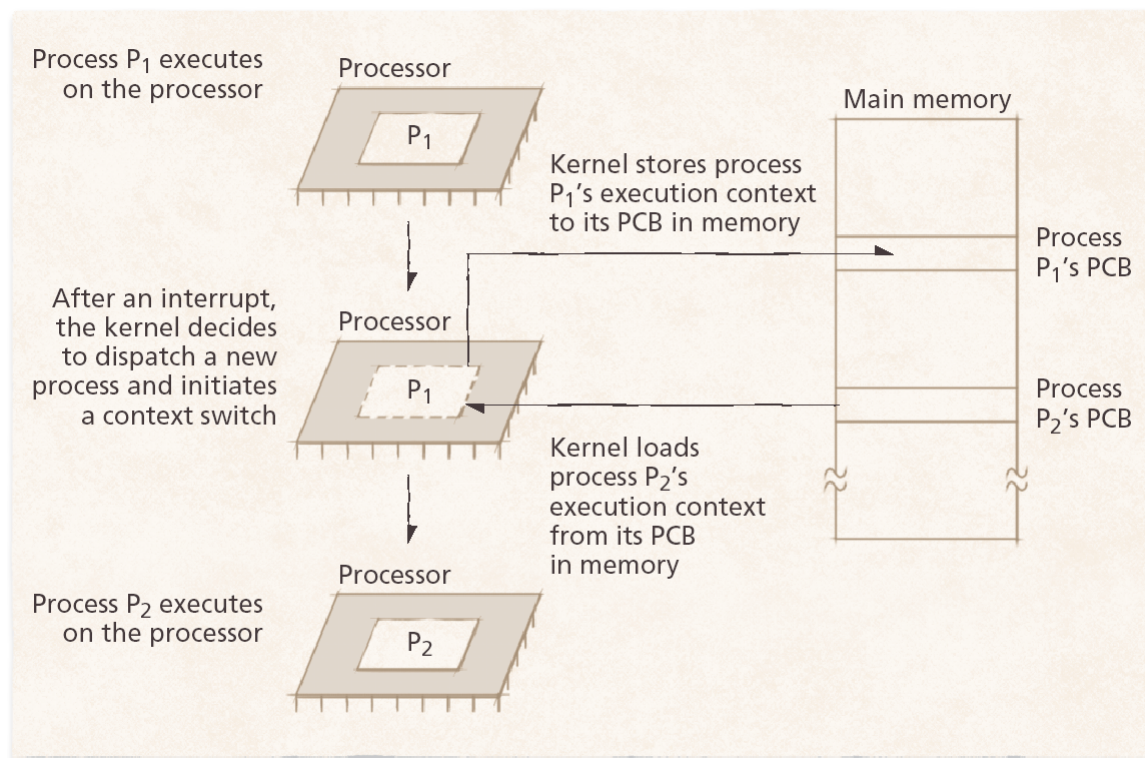 Process P₁ executes
on the processor
Processor
P₁
Main memory
Kernel stores process
P₁'s execution context
to its PCB in memory
Process
P₁'s PCB
After an interrupt,
the kernel decides
to dispatch a new
process and initiates
a context switch
Processor
P₁
Process
P₂'s PCB
Kernel loads
process P₂'s
execution context
from its PCB
in memory
Process P₂ executes
on the processor
Processor
P₂